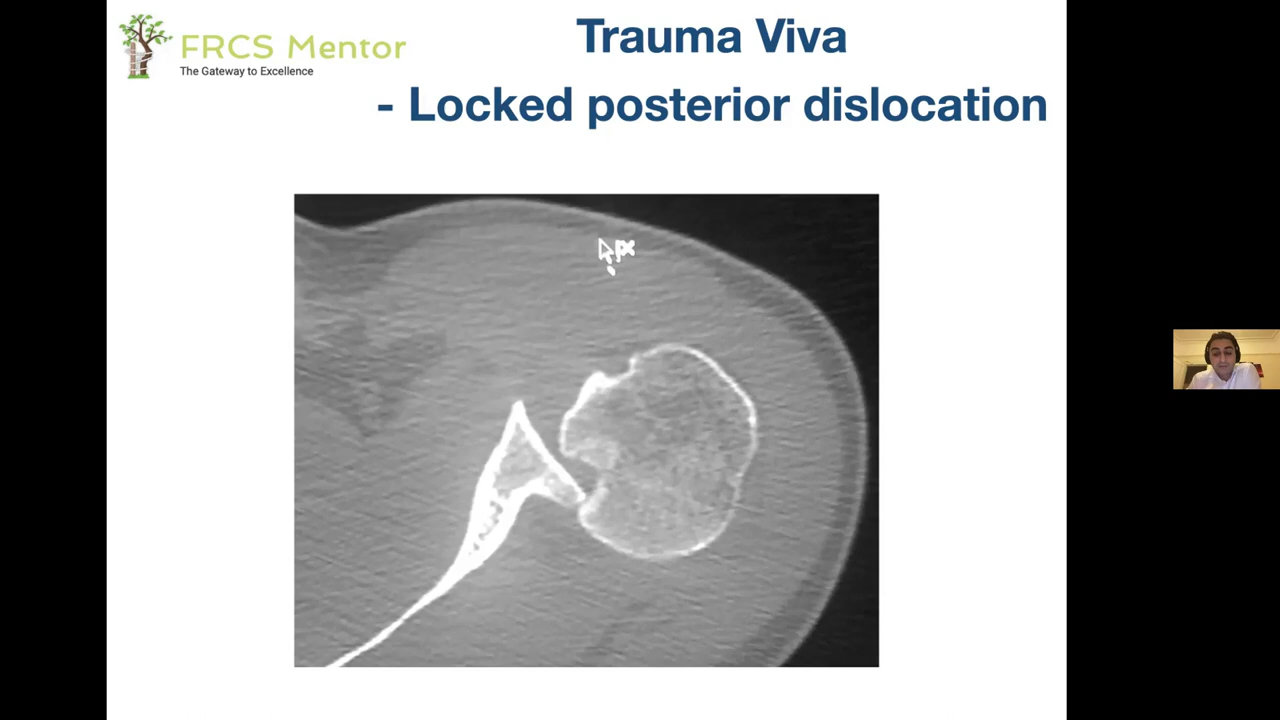 FRCS Mentor
The Gateway to Excellence
Trauma Viva
- Locked posterior dislocation